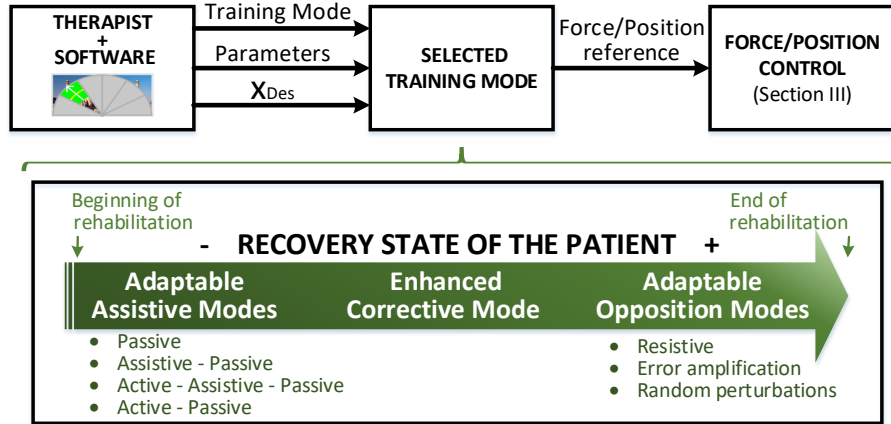 THERAPIST
+
SOFTWARE
Training Mode
Parameters
XDes
SELECTED
TRAINING MODE
Force/Position
reference
FORCE/POSITION
CONTROL
(Section III)
Beginning of
rehabilitation
End of
rehabilitation
- RECOVERY STATE OF THE PATIENT +
Adaptable
Assistive Modes
Enhanced
Corrective Mode
Adaptable
Opposition Modes
• Passive
• Assistive - Passive
• Active - Assistive - Passive
• Active - Passive
• Resistive
• Error amplification
• Random perturbations